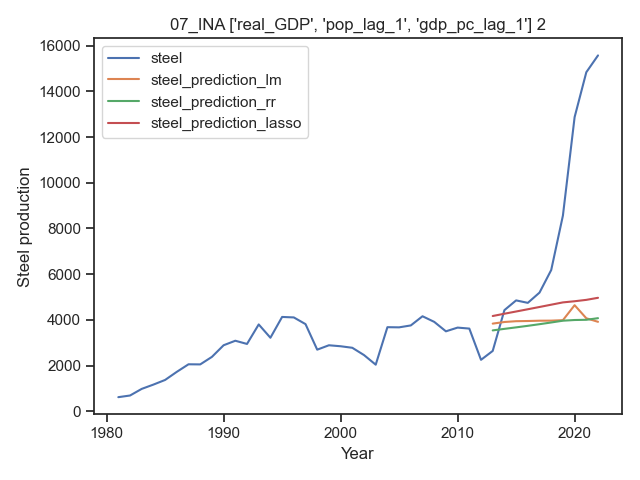 07_INA ['real_GDP', 'pop_lag_1', 'gdp_pc_lag_1'] 2
steel
steel_prediction_lm
steel_prediction_rr
steel_prediction_lasso
Steel production
16000
14000
12000
10000
8000
6000
4000
2000
0
1980 1990 2000 2010 2020
Year